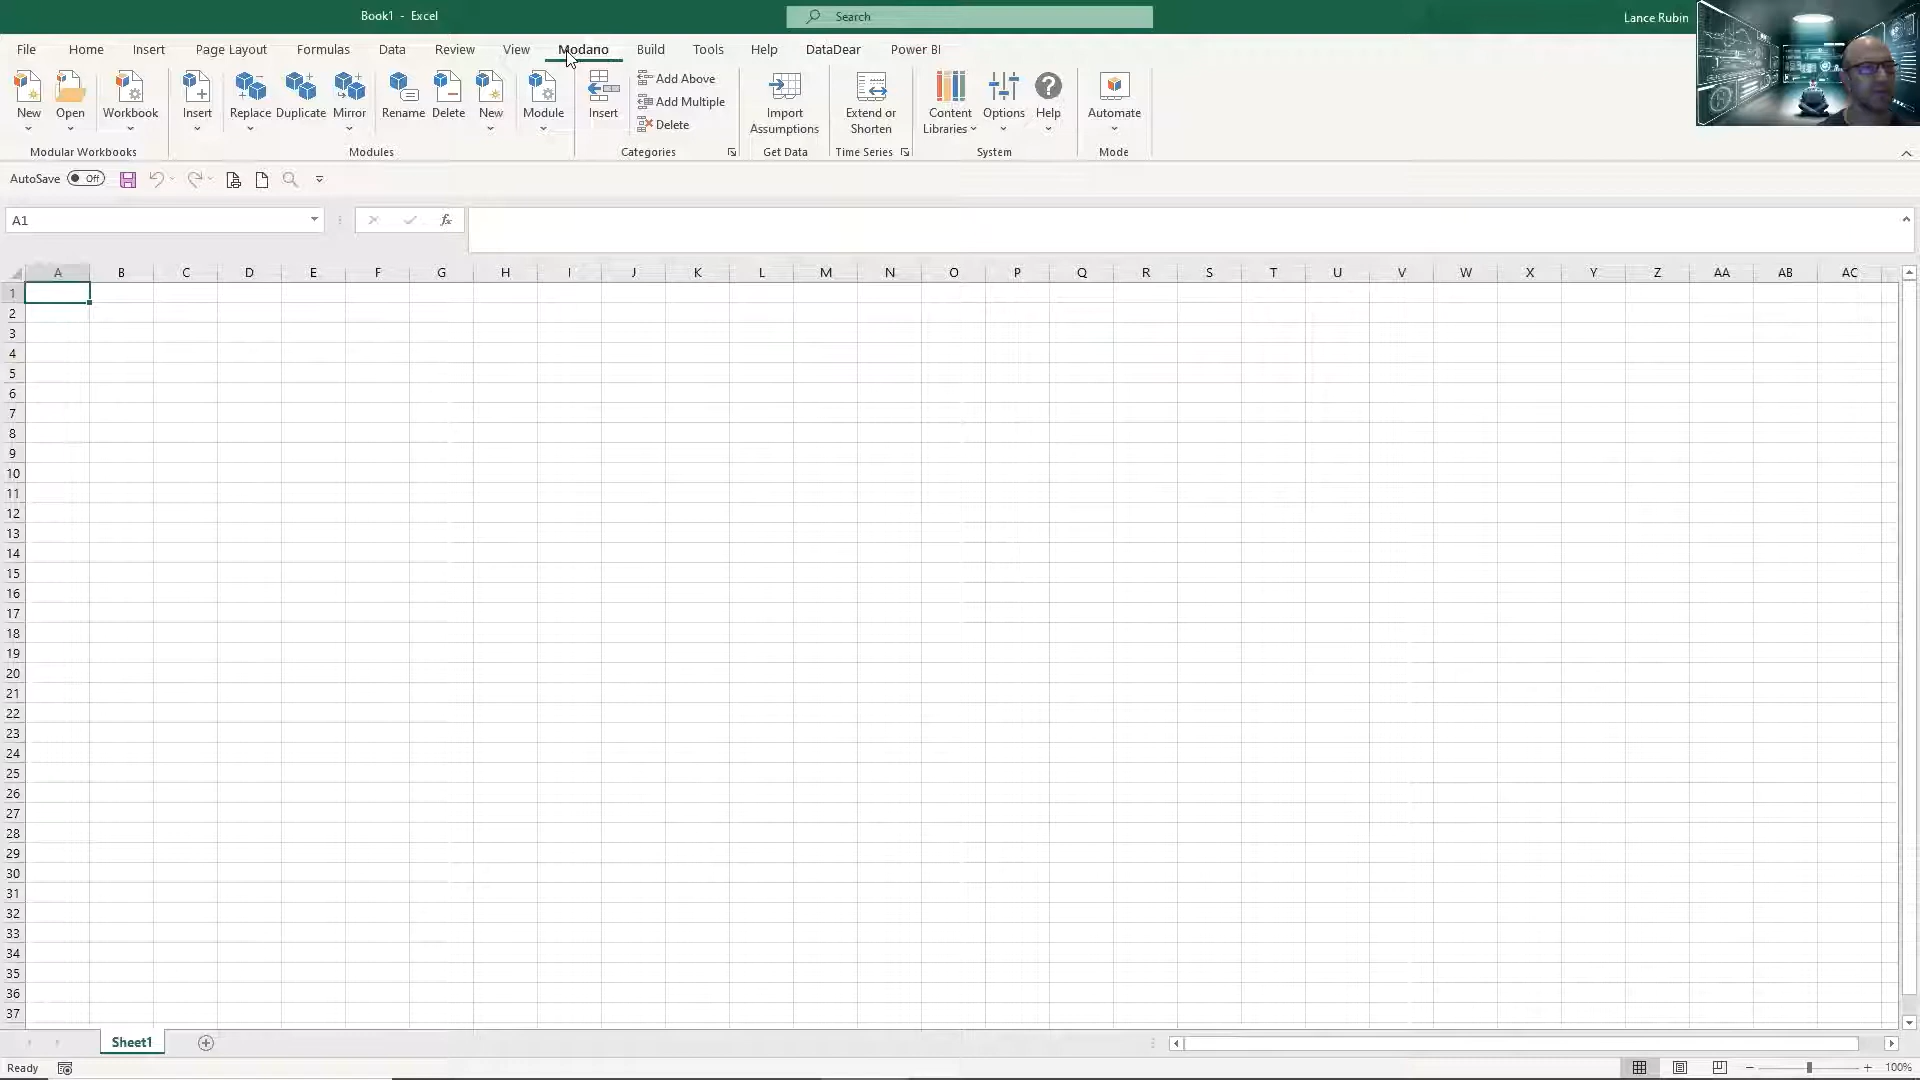 Book1 - Excel
Search
Lance Rubin
File Home Insert Page Layout Formulas Data Review View Modano Build Tools Help DataDear Power BI
New Open Workbook Insert Replace Duplicate Mirror Rename Delete New Module Insert
Add Above
Add Multiple
Delete
Import Assumptions
Extend or Shorten
Content Libraries
Options Help Automate
Modular Workbooks Modules Categories Get Data Time Series System Mode
AutoSave Off
A1
fx
A B C D E F G H I J K L M N O P Q R S T U V W X Y Z AA AB AC
1
2
3
4
5
6
7
8
9
10
11
12
13
14
15
16
17
18
19
20
21
22
23
24
25
26
27
28
29
30
31
32
33
34
35
36
37
Sheet1
Ready
100%